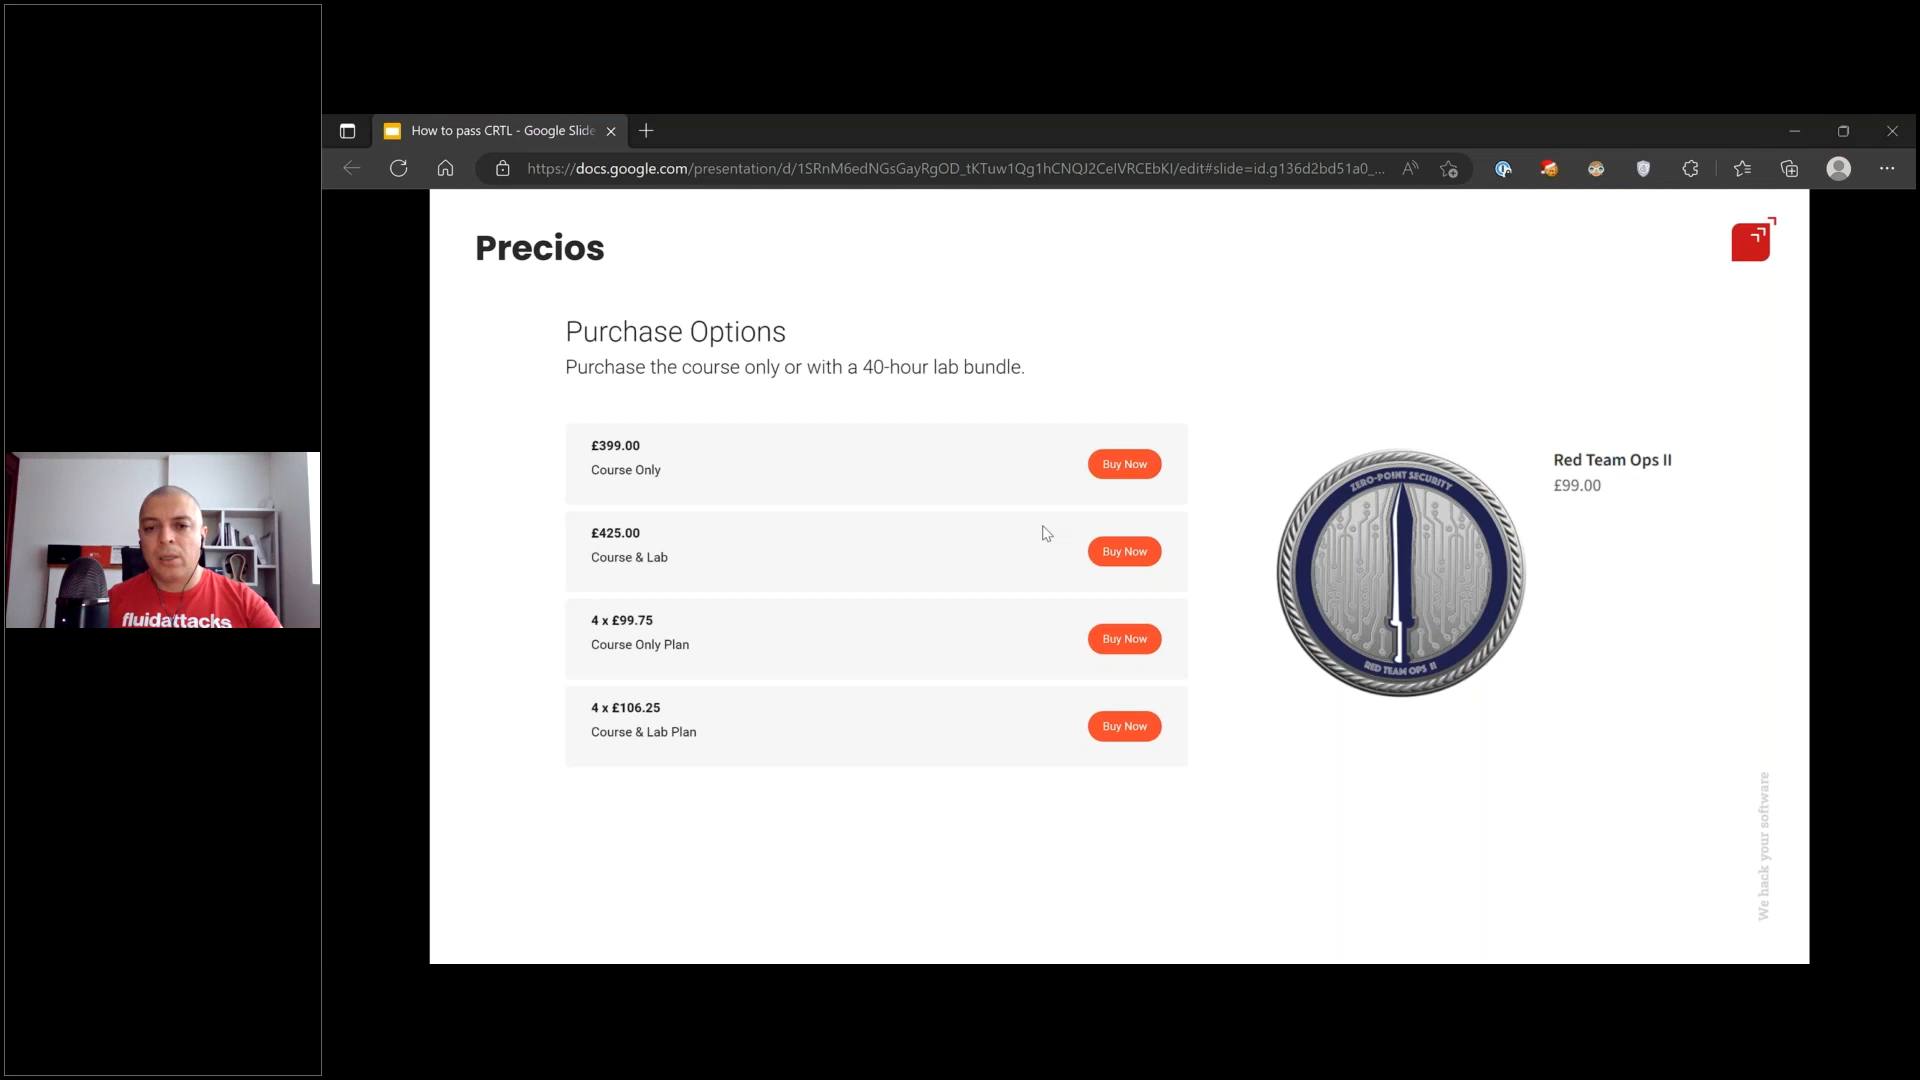 How to pass CRTL - Google Slide
https://docs.google.com/presentation/d/1SRnM6edNGsGayRgOD_tKTuw1Qg1hCNQJ2CeIVRCEbKI/edit#slide=id.g136d2bd51a0_...
Precios
Purchase Options
Purchase the course only or with a 40-hour lab bundle.
£399.00
Course Only
Buy Now
£425.00
Course & Lab
Buy Now
4 x £99.75
Course Only Plan
Buy Now
4 x £106.25
Course & Lab Plan
Buy Now
ZERO-POINT SECURITY
RED TEAM OPS II
Red Team Ops II
£99.00
We hack your software
fluidattacks